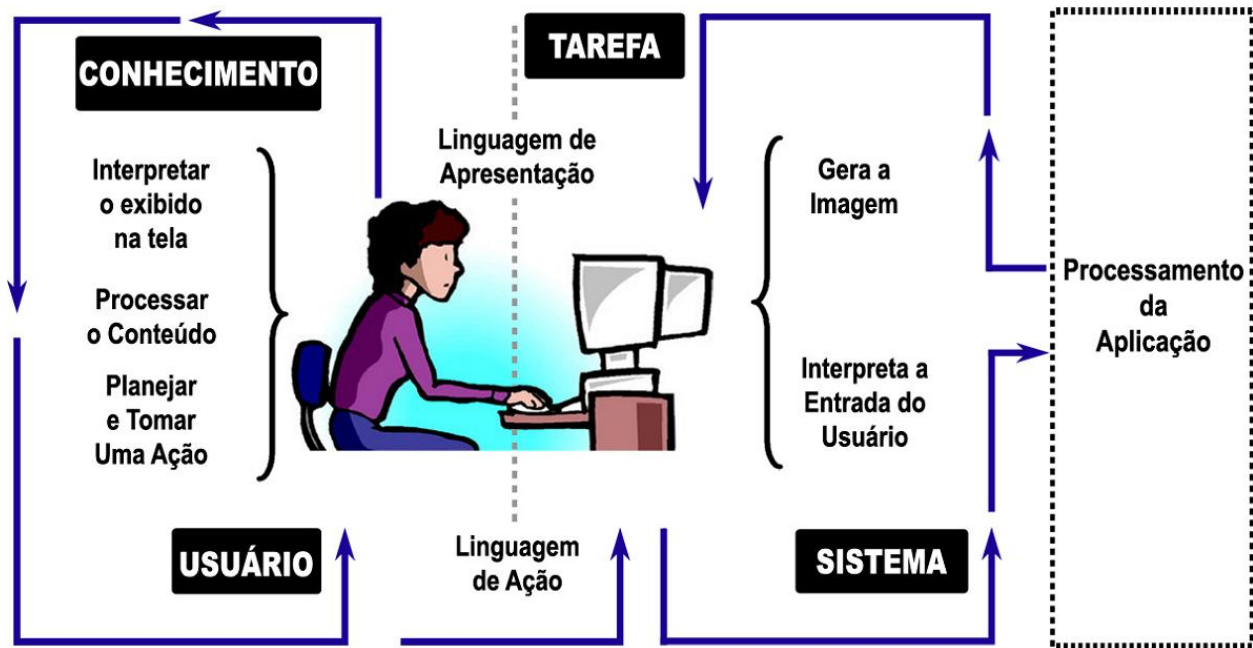 CONHECIMENTO
TAREFA
Linguagem de
Apresentação
Interpretar
o exibido
na tela
Processar
o Conteúdo
Planejar
e Tomar
Uma Ação
Gera a
Imagem
Interpreta a
Entrada do
Usuário
Processamento
da
Aplicação
USUÁRIO
Linguagem
de Ação
SISTEMA